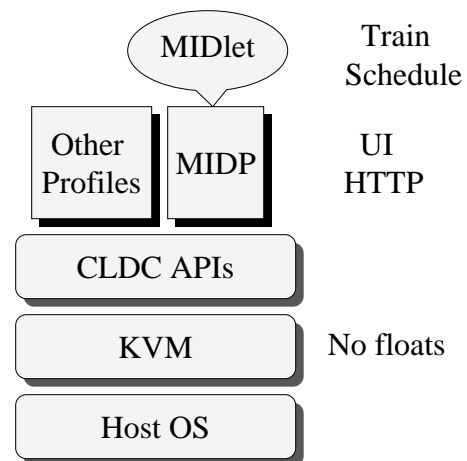 MIDlet
Train
Schedule
Other
Profiles
MIDP
UI
HTTP
CLDC APIs
KVM
No floats
Host OS